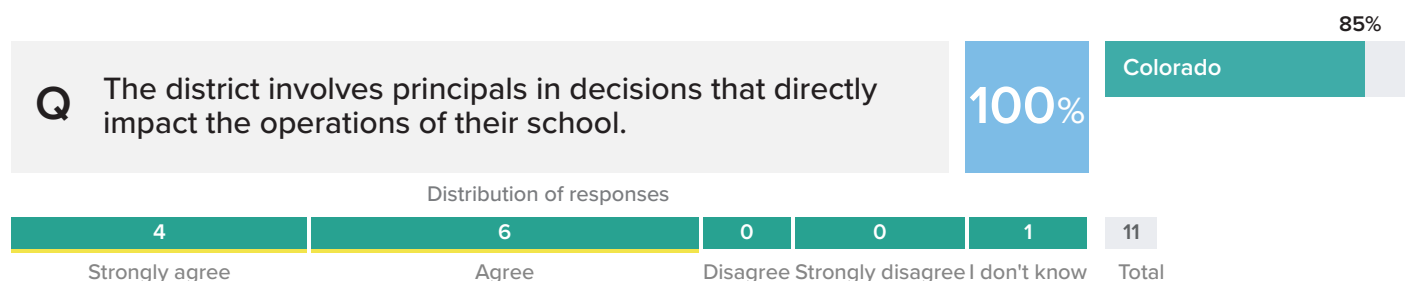 85%
Q
The district involves principals in decisions that directly
impact the operations of their school.
100%
Colorado
Distribution of responses
4 6 0 0 1 11
Strongly agree Agree Disagree Strongly disagree I don't know Total